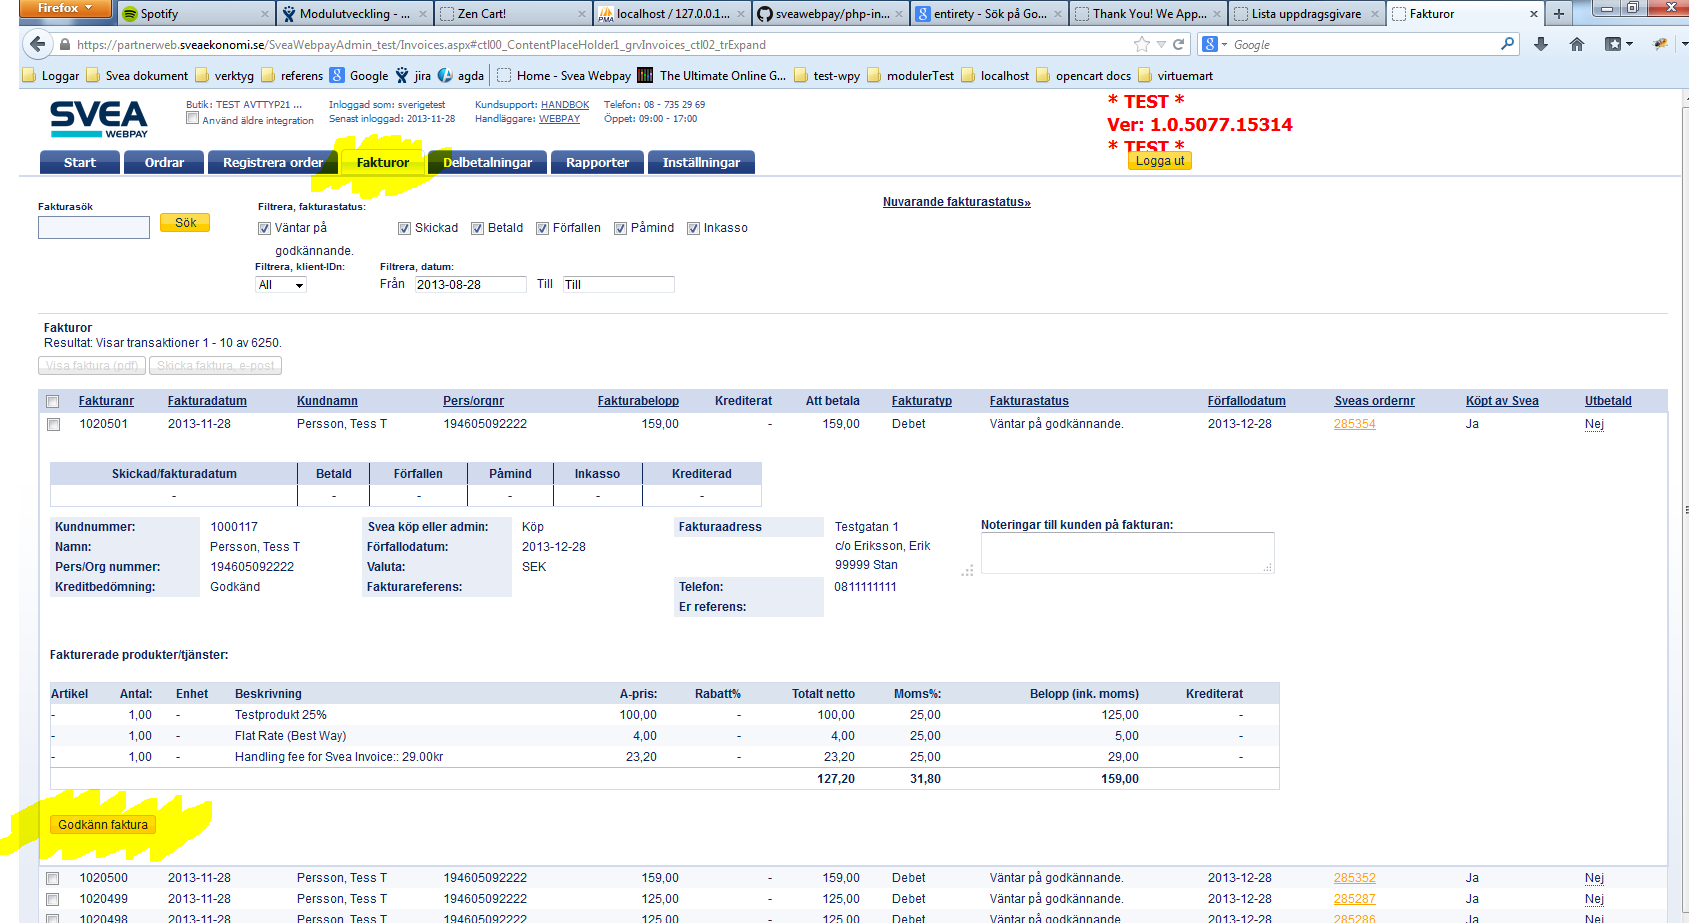 Firefox
Spotify
Modulutveckling - ...
Zen Cart!
localhost / 127.0.0.1...
sveawebpay/php-in...
entirety - Sök på Go...
Thank You! We App...
Lista uppdragsgivare
Fakturor
https://partnerweb.sveaekonomi.se/SveaWebpayAdmin_test/Invoices.aspx#ctl00_ContentPlaceHolder1_grvInvoices_ctl02_trExpand
Google
Loggar Svea dokument verktyg referens Google jira agda Home - Svea Webpay The Ultimate Online G... test-wpy modulerTest localhost opencart docs virtuemart
SVEA
WEBPAY
Butik: TEST AVTTYP21 ... Inloggad som: sverigetest Kundsupport: HANDBOK Telefon: 08 - 735 29 69
Använd äldre integration Senast inloggad: 2013-11-28 Handläggare: WEBPAY Öppet: 09:00 - 17:00
* TEST *
Ver: 1.0.5077.15314
* TEST *
Logga ut
Start Ordrar Registrera order Fakturor Delbetalningar Rapporter Inställningar
Fakturasök
Sök
Filtrera, fakturastatus:
Väntar på godkännande. Skickad Betald Förfallen Påmind Inkasso
Nuvarande fakturastatus»
Filtrera, klient-IDn: Filtrera, datum:
All Från 2013-08-28 Till Till
Fakturor
Resultat: Visar transaktioner 1 - 10 av 6250.
Visa faktura (pdf) Skicka faktura, e-post
Fakturanr Fakturadatum Kundnamn Pers/orgnr Fakturabelopp Krediterat Att betala Fakturatyp Fakturastatus Förfallodatum Sveas ordernr Köpt av Svea Utbetald
1020501 2013-11-28 Persson, Tess T 194605092222 159,00 - 159,00 Debet Väntar på godkännande. 2013-12-28 285354 Ja Nej
Skickad/fakturadatum Betald Förfallen Påmind Inkasso Krediterad
- - - - - -
Kundnummer: 1000117 Svea köp eller admin: Köp Fakturaadress Testgatan 1 Noteringar till kunden på fakturan:
Namn: Persson, Tess T Förfallodatum: 2013-12-28 c/o Eriksson, Erik
Pers/Org nummer: 194605092222 Valuta: SEK 99999 Stan
Kreditbedömning: Godkänd Fakturareferens: Telefon: 0811111111
Er referens:
Fakturerade produkter/tjänster:
Artikel Antal: Enhet Beskrivning A-pris: Rabatt% Totalt netto Moms%: Belopp (ink. moms) Krediterat
- 1,00 - Testprodukt 25% 100,00 - 100,00 25,00 125,00 -
- 1,00 - Flat Rate (Best Way) 4,00 - 4,00 25,00 5,00 -
- 1,00 - Handling fee for Svea Invoice:: 29.00kr 23,20 - 23,20 25,00 29,00 -
127,20 31,80 159,00
Godkänn faktura
1020500 2013-11-28 Persson, Tess T 194605092222 159,00 - 159,00 Debet Väntar på godkännande. 2013-12-28 285352 Ja Nej
1020499 2013-11-28 Persson, Tess T 194605092222 125,00 - 125,00 Debet Väntar på godkännande. 2013-12-28 285287 Ja Nej
1020498 2013-11-28 Persson, Tess T 194605092222 125,00 - 125,00 Debet Väntar på godkännande. 2013-12-28 285286 Ja Nej